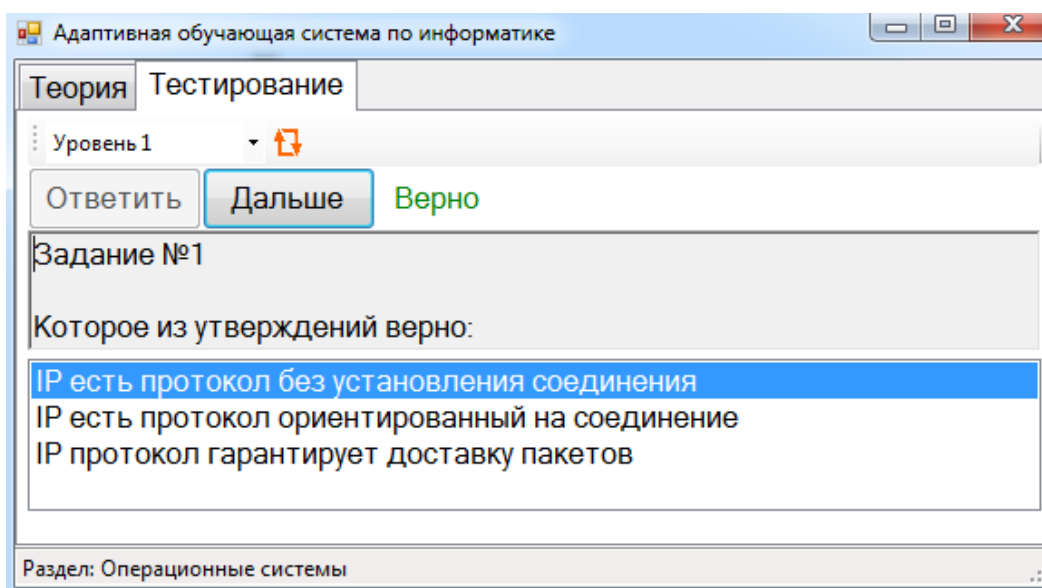 Адаптивная обучающая система по информатике
Теория Тестирование
Уровень 1
Ответить Дальше Верно
Задание №1
Которое из утверждений верно:
IP есть протокол без установления соединения
IP есть протокол ориентированный на соединение
IP протокол гарантирует доставку пакетов
Раздел: Операционные системы